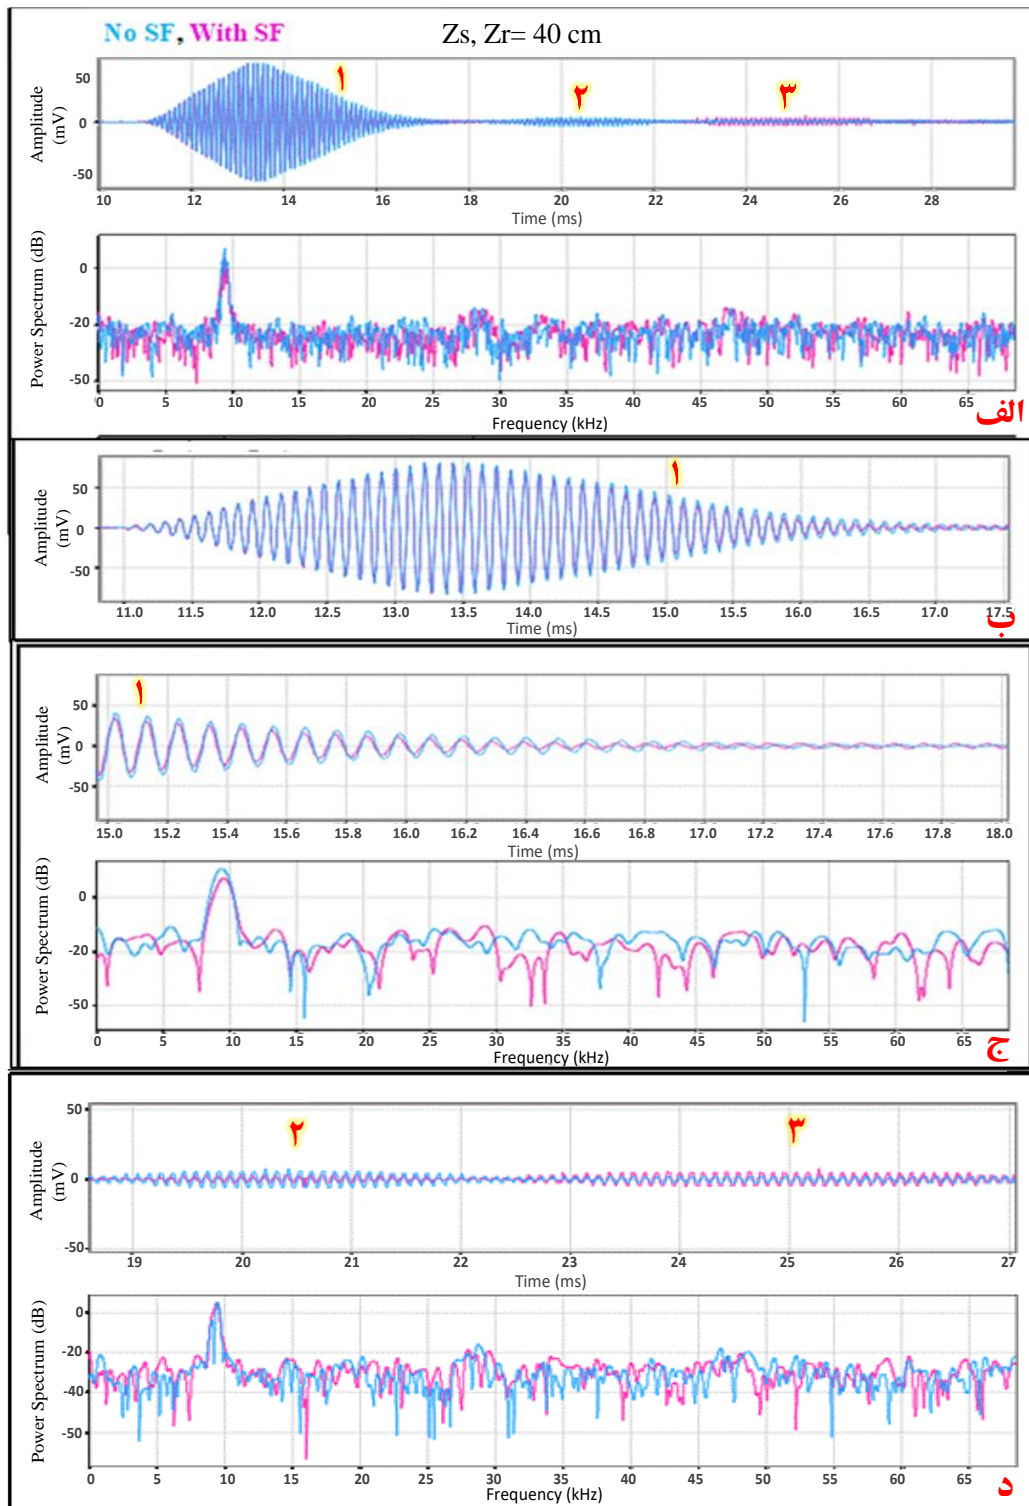 No SF, With SF Zs, Zr= 40 cm
Amplitude (mV)
50
0
-50
۱ ۲ ۳
10 12 14 16 18 20 22 24 26 28
Time (ms)
Power Spectrum (dB)
0
-20
-50
0 5 10 15 20 25 30 35 40 45 50 55 60 65
Frequency (kHz)
الف
Amplitude (mV)
50
0
-50
۱
11.0 11.5 12.0 12.5 13.0 13.5 14.0 14.5 15.0 15.5 16.0 16.5 17.0 17.5
Time (ms)
ب
Amplitude (mV)
50
0
-50
۱
15.0 15.2 15.4 15.6 15.8 16.0 16.2 16.4 16.6 16.8 17.0 17.2 17.4 17.6 17.8 18.0
Time (ms)
Power Spectrum (dB)
0
-20
-50
0 5 10 15 20 25 30 35 40 45 50 55 60 65
Frequency (kHz)
ج
Amplitude (mV)
50
0
-50
۲ ۳
19 20 21 22 23 24 25 26 27
Time (ms)
Power Spectrum (dB)
0
-20
-40
-50
0 5 10 15 20 25 30 35 40 45 50 55 60 65
Frequency (kHz)
د